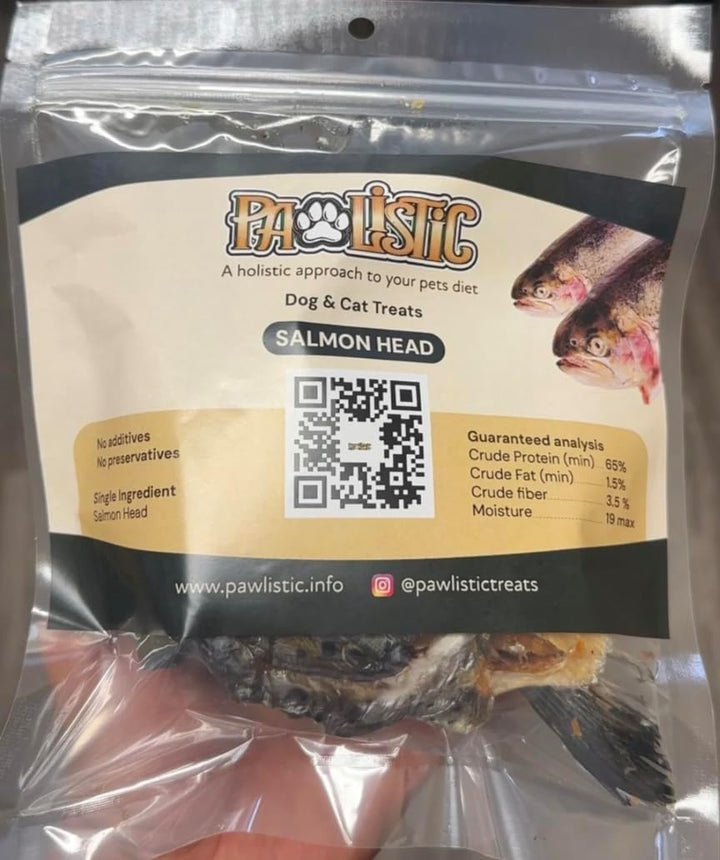 PAWLISTIC
A holistic approach to your pets diet
Dog & Cat Treats
SALMON HEAD
No additives
No preservatives
Single Ingredient
Salmon Head
Guaranteed analysis
Crude Protein (min) 65%
Crude Fat (min) 1.5%
Crude fiber 3.5 %
Moisture 19 max
www.pawlistic.info @pawlistictreats